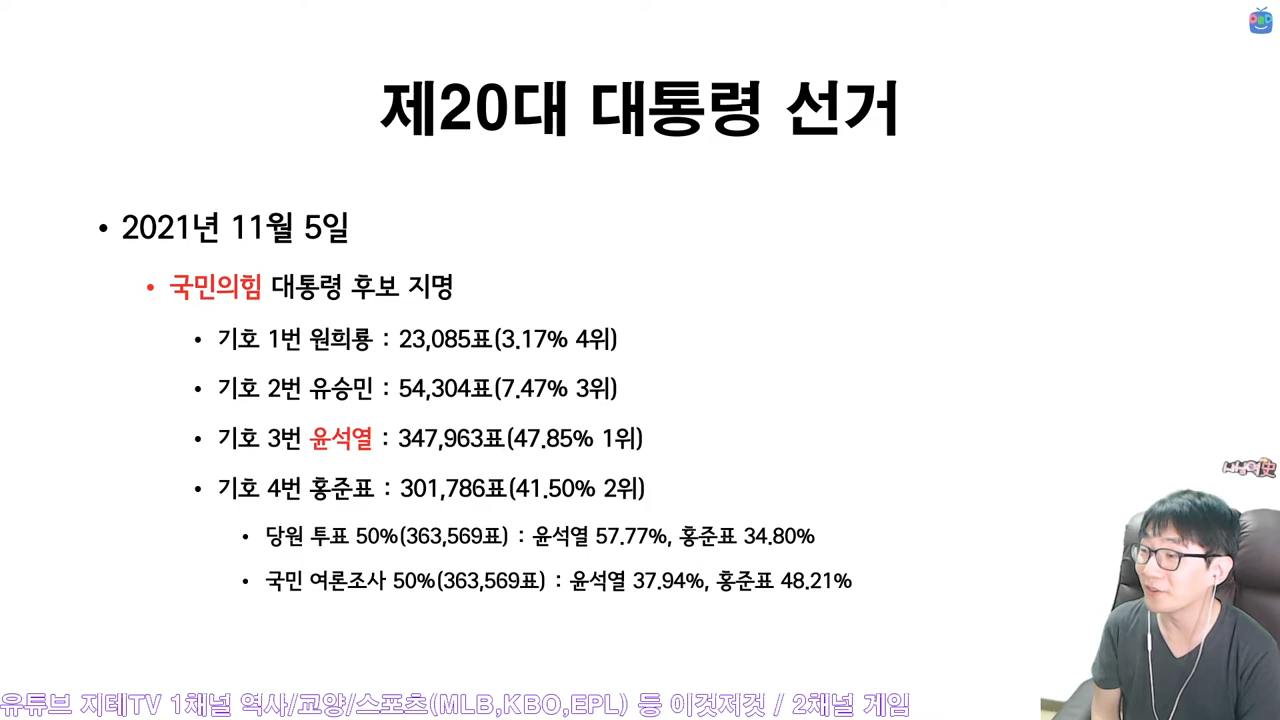 제20대 대통령 선거
• 2021년 11월 5일
• 국민의힘 대통령 후보 지명
• 기호 1번 원희룡 : 23,085표(3.17% 4위)
• 기호 2번 유승민 : 54,304표(7.47% 3위)
• 기호 3번 윤석열 : 347,963표(47.85% 1위)
• 기호 4번 홍준표 : 301,786표(41.50% 2위)
• 당원 투표 50%(363,569표) : 윤석열 57.77%, 홍준표 34.80%
• 국민 여론조사 50%(363,569표) : 윤석열 37.94%, 홍준표 48.21%
유튜브 지테TV 1채널 역사/교양/스포츠(MLB,KBO,EPL) 등 이것저것 / 2채널 게임